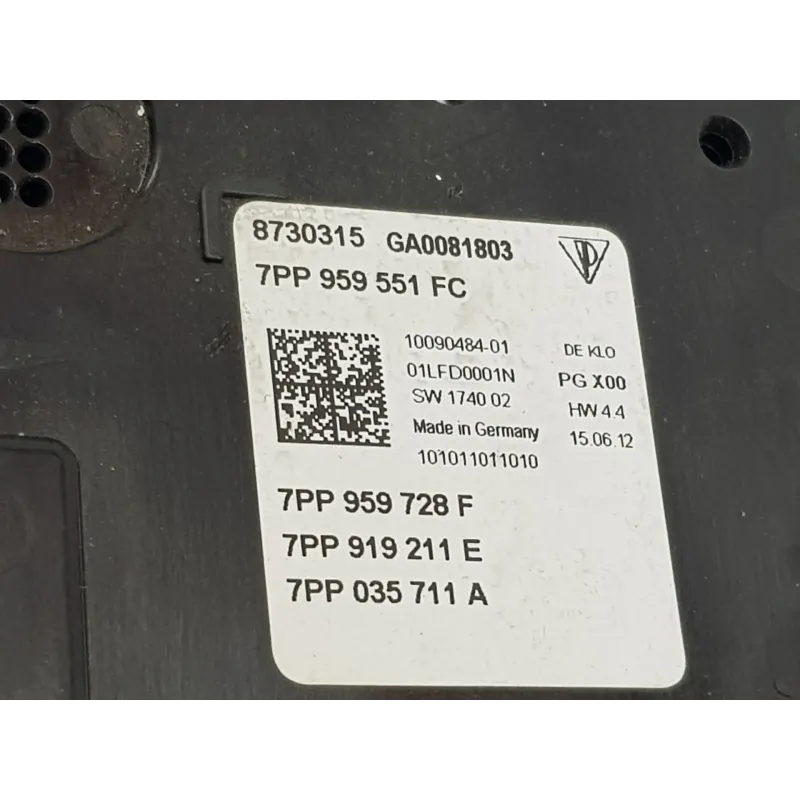 8730315 GA0081803
7PP 959 551 FC
10090484-01 DE KLO
01LFD0001N PG X00
SW 1740 02 HW 4.4
Made in Germany 15.06.12
101011011010
7PP 959 728 F
7PP 919 211 E
7PP 035 711 A